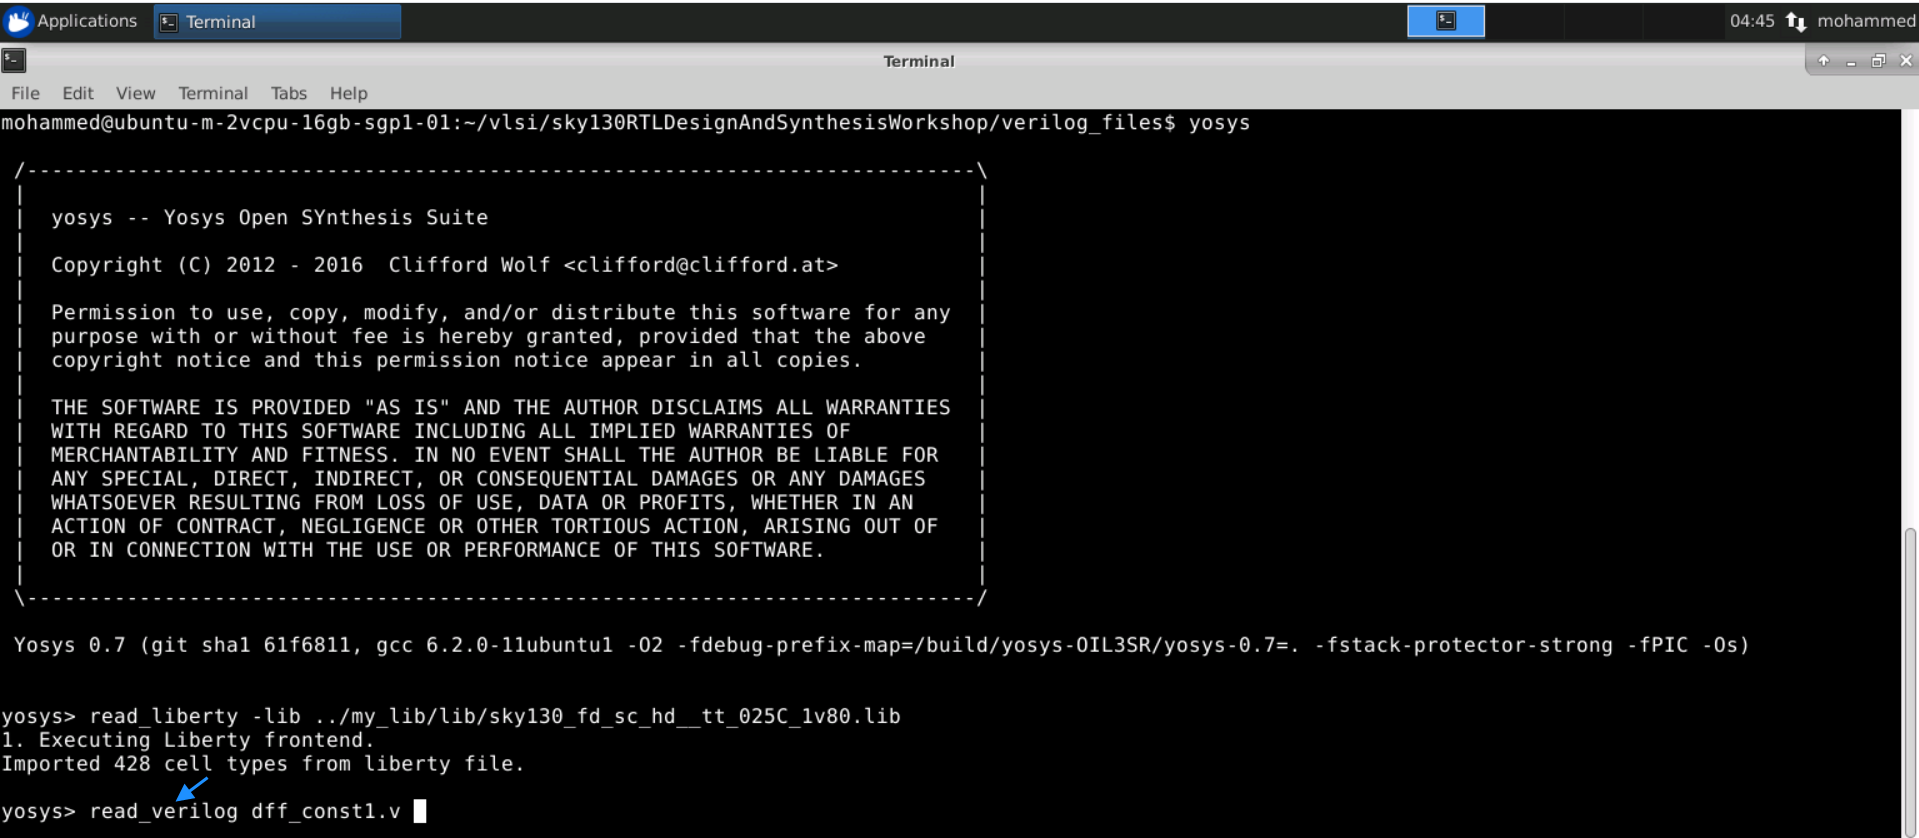 Applications Terminal 04:45 mohammed
Terminal
File Edit View Terminal Tabs Help
mohammed@ubuntu-m-2vcpu-16gb-sgp1-01:~/vlsi/sky130RTLDesignAndSynthesisWorkshop/verilog_files$ yosys
/----------------------------------------------------------------------------\
|                                                                            |
|  yosys -- Yosys Open SYnthesis Suite                                       |
|                                                                            |
|  Copyright (C) 2012 - 2016  Clifford Wolf <clifford@clifford.at>           |
|                                                                            |
|  Permission to use, copy, modify, and/or distribute this software for any  |
|  purpose with or without fee is hereby granted, provided that the above    |
|  copyright notice and this permission notice appear in all copies.         |
|                                                                            |
|  THE SOFTWARE IS PROVIDED "AS IS" AND THE AUTHOR DISCLAIMS ALL WARRANTIES  |
|  WITH REGARD TO THIS SOFTWARE INCLUDING ALL IMPLIED WARRANTIES OF          |
|  MERCHANTABILITY AND FITNESS. IN NO EVENT SHALL THE AUTHOR BE LIABLE FOR   |
|  ANY SPECIAL, DIRECT, INDIRECT, OR CONSEQUENTIAL DAMAGES OR ANY DAMAGES    |
|  WHATSOEVER RESULTING FROM LOSS OF USE, DATA OR PROFITS, WHETHER IN AN     |
|  ACTION OF CONTRACT, NEGLIGENCE OR OTHER TORTIOUS ACTION, ARISING OUT OF   |
|  OR IN CONNECTION WITH THE USE OR PERFORMANCE OF THIS SOFTWARE.            |
|                                                                            |
\----------------------------------------------------------------------------/
Yosys 0.7 (git sha1 61f6811, gcc 6.2.0-11ubuntu1 -O2 -fdebug-prefix-map=/build/yosys-OIL3SR/yosys-0.7=. -fstack-protector-strong -fPIC -Os)
yosys> read_liberty -lib ../my_lib/lib/sky130_fd_sc_hd__tt_025C_1v80.lib
1. Executing Liberty frontend.
Imported 428 cell types from liberty file.
yosys> read_verilog dff_const1.v